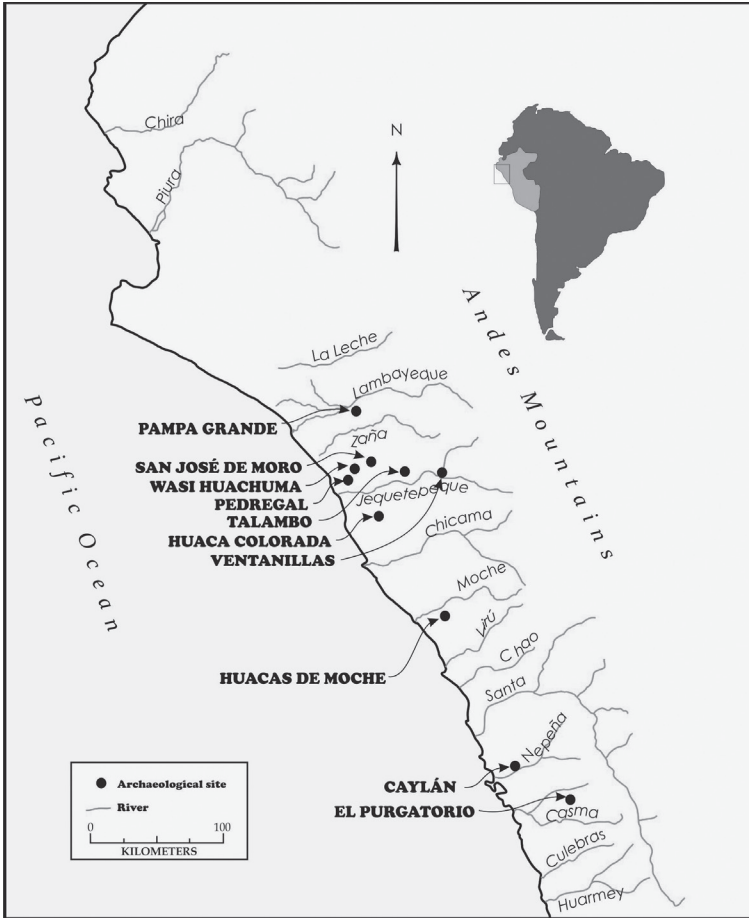 Chira
N
Piura
Andes Mountains
La Leche
Lambayeque
Pacific Ocean
PAMPA GRANDE
Zaña
SAN JOSÉ DE MORO
WASI HUACHUMA
PEDREGAL
Jequetepeque
TALAMBO
Chicama
HUACA COLORADA
VENTANILLAS
Moche
Virú
Chao
HUACAS DE MOCHE
Santa
Nepeña
Archaeological site
CAYLÁN
River
EL PURGATORIO
Casma
0 100
KILOMETERS
Culebras
Huarmey